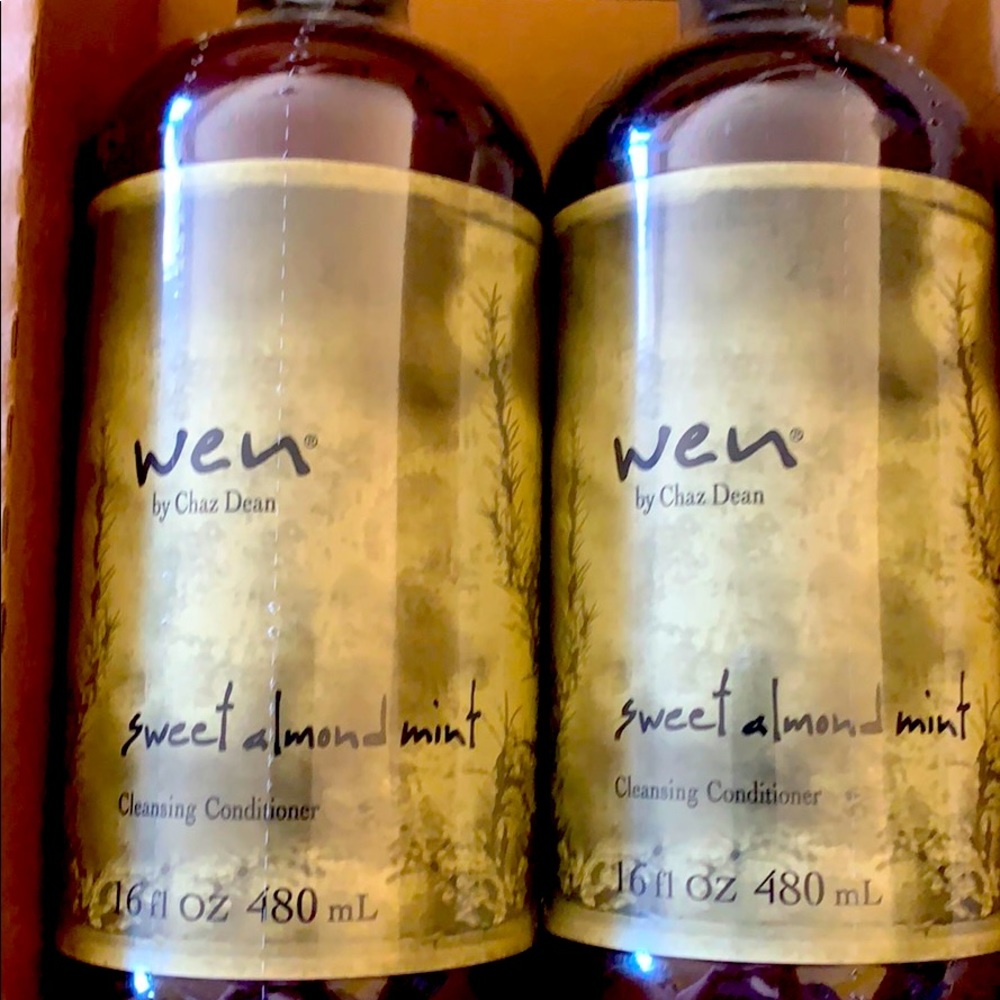 wen®
by Chaz Dean
sweet almond mint
Cleansing Conditioner
16 fl oz 480 mL
wen®
by Chaz Dean
sweet almond mint
Cleansing Conditioner
16 fl oz 480 mL